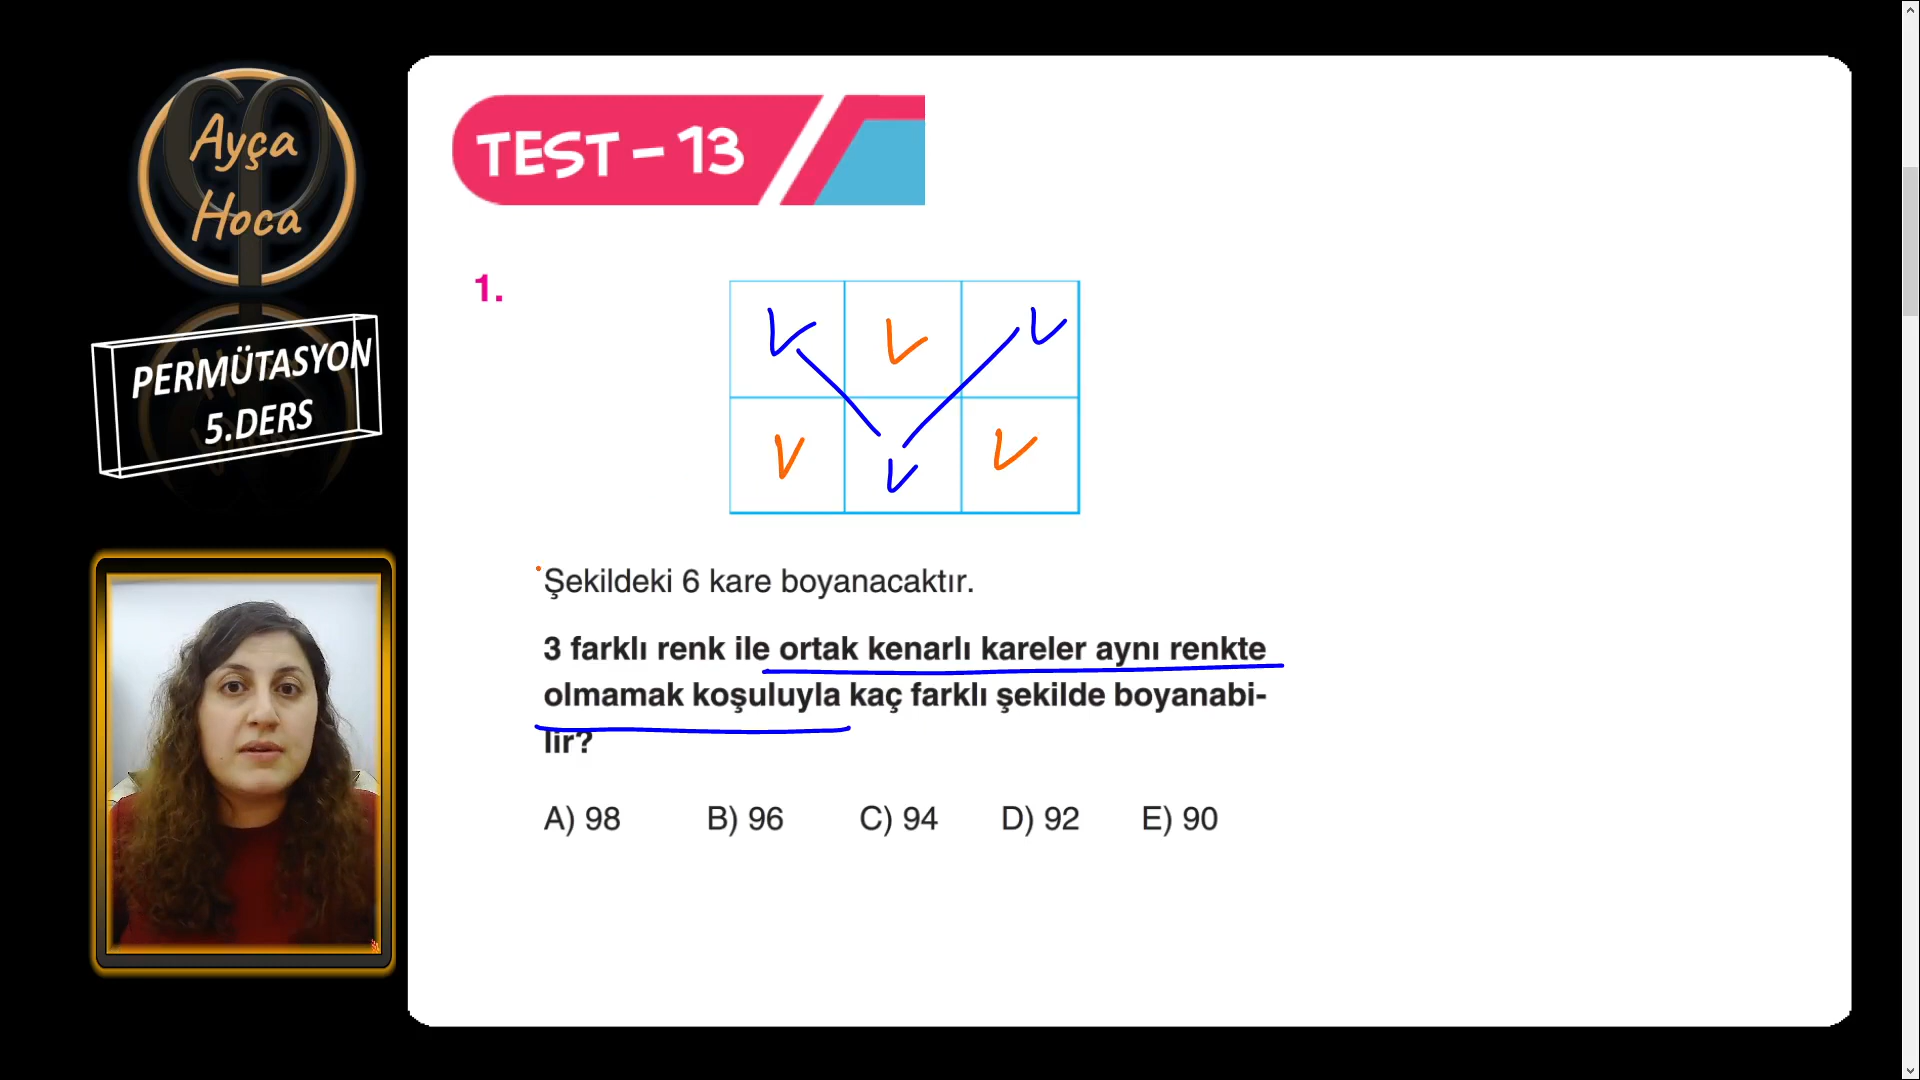 Ayça
Hoca
PERMÜTASYON
5.DERS
TEST – 13
1.
Şekildeki 6 kare boyanacaktır.
3 farklı renk ile ortak kenarlı kareler aynı renkte
olmamak koşuluyla kaç farklı şekilde boyanabi-
lir?
A) 98 B) 96 C) 94 D) 92 E) 90